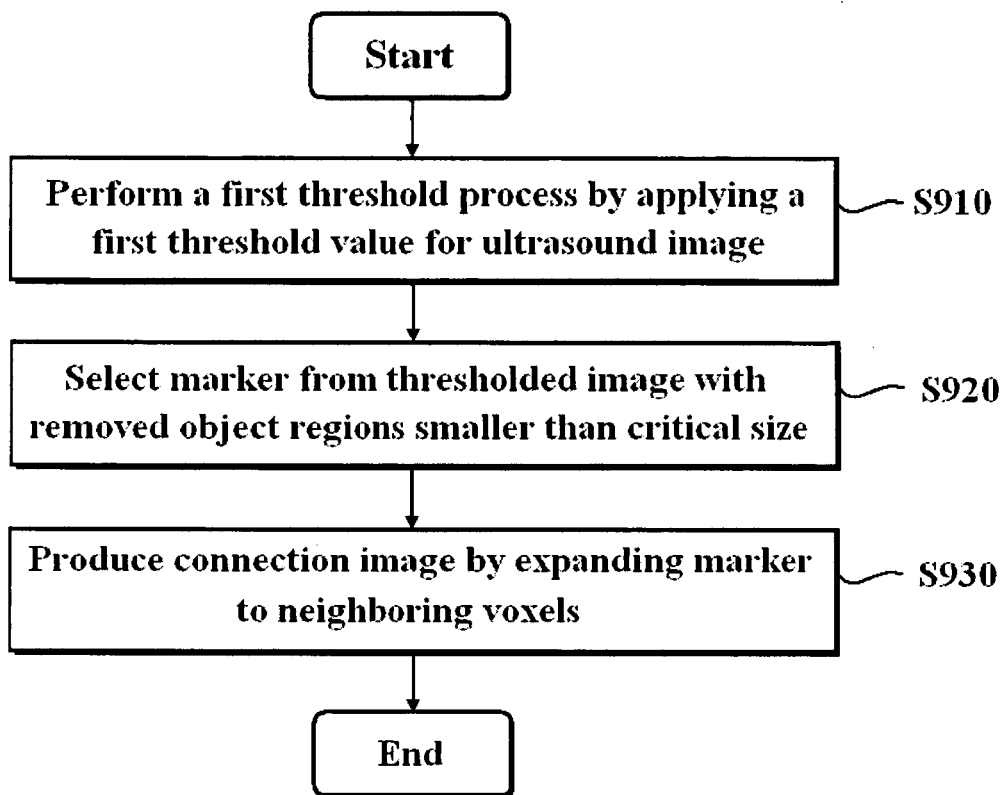 Start
Perform a first threshold process by applying a
first threshold value for ultrasound image
S910
Select marker from thresholded image with
removed object regions smaller than critical size
S920
Produce connection image by expanding marker
to neighboring voxels
S930
End